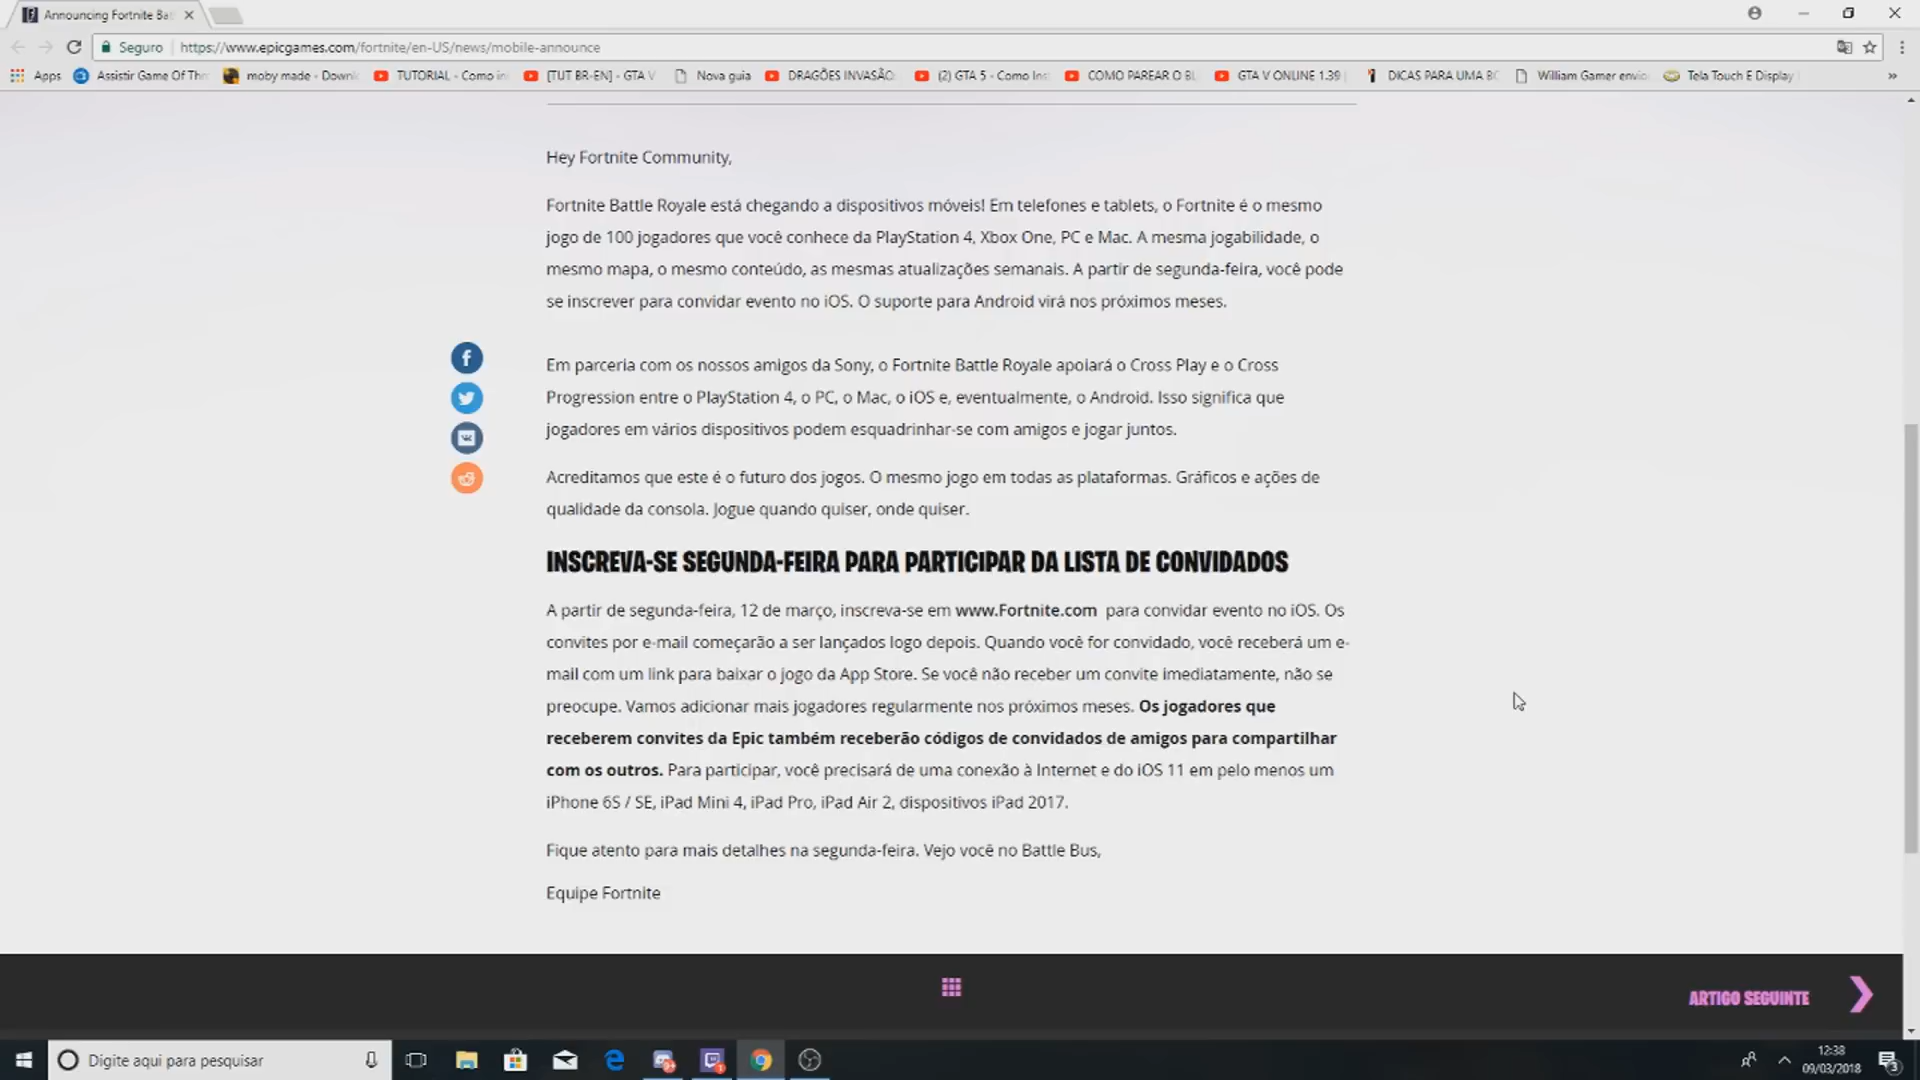 Announcing Fortnite Ba
Seguro
https://www.epicgames.com/fortnite/en-US/news/mobile-announce
Apps
Assistir Game Of Th
moby made - Down
TUTORIAL - Como in
[TUT BR-EN] - GTA V
Nova guia
DRAGÕES INVASÃO
(2) GTA 5 - Como Ins
COMO PAREAR O
GTA V ONLINE 1.39
DICAS PARA UMA
William Gamer envio
Tela Touch E Display
»
Hey Fortnite Community,
Fortnite Battle Royale está chegando a dispositivos móveis! Em telefones e tablets, o Fortnite é o mesmo
jogo de 100 jogadores que você conhece da PlayStation 4, Xbox One, PC e Mac. A mesma jogabilidade, o
mesmo mapa, o mesmo conteúdo, as mesmas atualizações semanais. A partir de segunda-feira, você pode
se inscrever para convidar evento no iOS. O suporte para Android virá nos próximos meses.
Em parceria com os nossos amigos da Sony, o Fortnite Battle Royale apoiará o Cross Play e o Cross
Progression entre o PlayStation 4, o PC, o Mac, o iOS e, eventualmente, o Android. Isso significa que
jogadores em vários dispositivos podem esquadrinhar-se com amigos e jogar juntos.
Acreditamos que este é o futuro dos jogos. O mesmo jogo em todas as plataformas. Gráficos e ações de
qualidade da consola. Jogue quando quiser, onde quiser.
INSCREVA-SE SEGUNDA-FEIRA PARA PARTICIPAR DA LISTA DE CONVIDADOS
A partir de segunda-feira, 12 de março, inscreva-se em www.Fortnite.com para convidar evento no iOS. Os
convites por e-mail começarão a ser lançados logo depois. Quando você for convidado, você receberá um e-
mail com um link para baixar o jogo da App Store. Se você não receber um convite imediatamente, não se
preocupe. Vamos adicionar mais jogadores regularmente nos próximos meses. Os jogadores que
receberem convites da Epic também receberão códigos de convidados de amigos para compartilhar
com os outros. Para participar, você precisará de uma conexão à Internet e do iOS 11 em pelo menos um
iPhone 6S / SE, iPad Mini 4, iPad Pro, iPad Air 2, dispositivos iPad 2017.
Fique atento para mais detalhes na segunda-feira. Vejo você no Battle Bus,
Equipe Fortnite
ARTIGO SEGUINTE
Digite aqui para pesquisar
12:38
09/03/2018
3